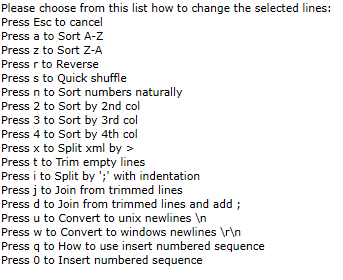 Please choose from this list how to change the selected lines:
Press Esc to cancel
Press a to Sort A-Z
Press z to Sort Z-A
Press r to Reverse
Press s to Quick shuffle
Press n to Sort numbers naturally
Press 2 to Sort by 2nd col
Press 3 to Sort by 3rd col
Press 4 to Sort by 4th col
Press x to Split xml by >
Press t to Trim empty lines
Press i to Split by ';' with indentation
Press j to Join from trimmed lines
Press d to Join from trimmed lines and add ;
Press u to Convert to unix newlines \n
Press w to Convert to windows newlines \r\n
Press q to How to use insert numbered sequence
Press 0 to Insert numbered sequence